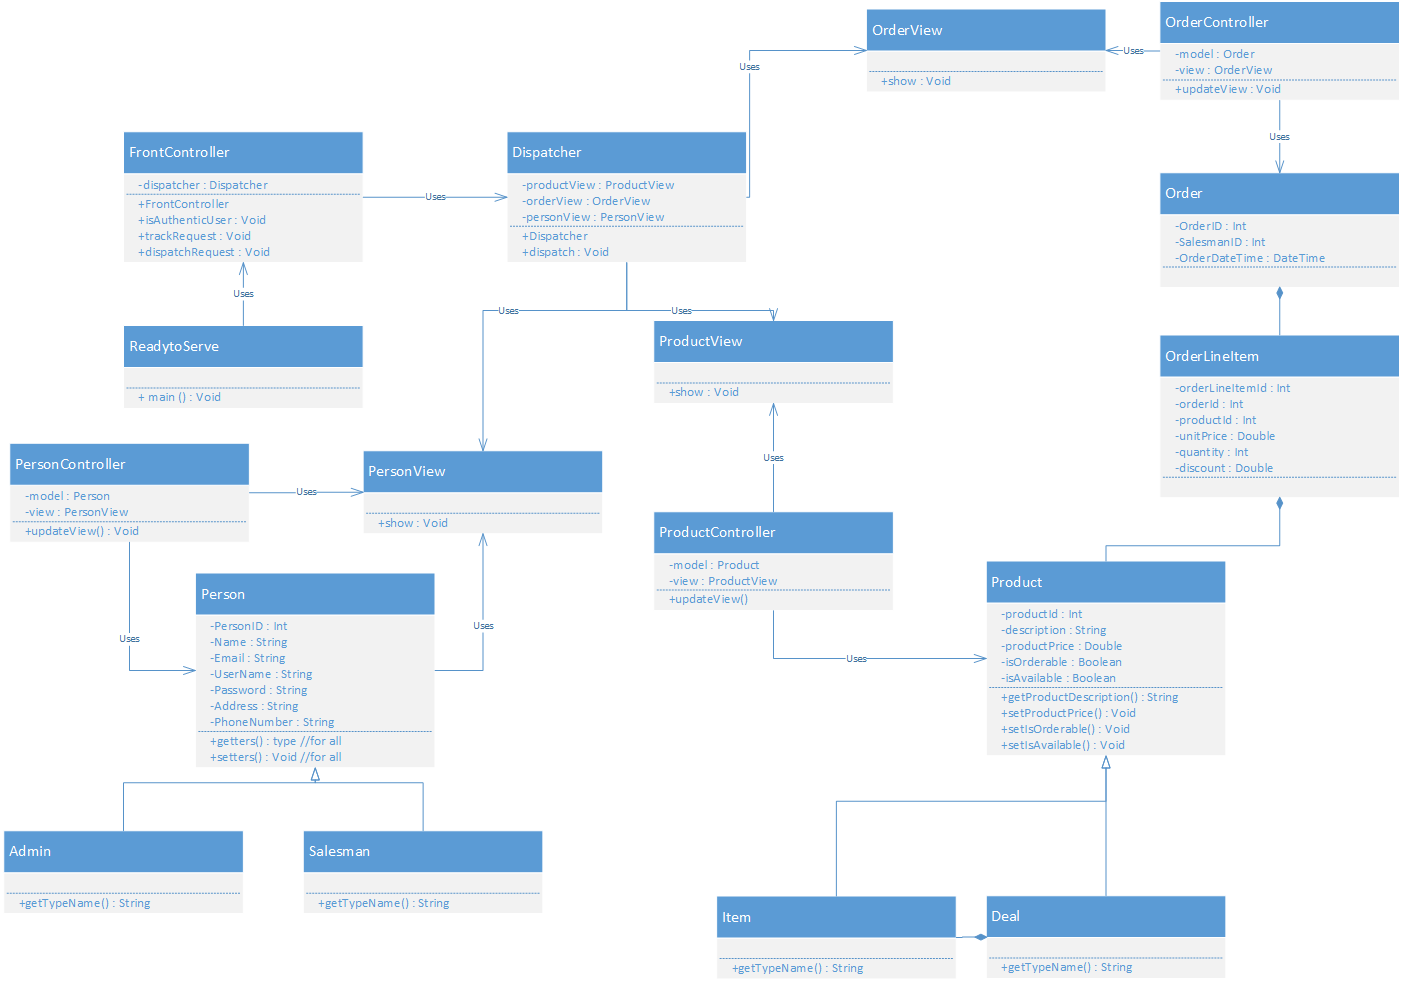 OrderView
+show : Void
OrderController
-model : Order
-view : OrderView
+updateView : Void
Uses
Uses
Uses
FrontController
-dispatcher : Dispatcher
+FrontController
+isAuthenticUser : Void
+trackRequest : Void
+dispatchRequest : Void
Uses
Dispatcher
-productView : ProductView
-orderView : OrderView
-personView : PersonView
+Dispatcher
+dispatch : Void
Order
-OrderID : Int
-SalesmanID : Int
-OrderDateTime : DateTime
Uses
Uses
Uses
ReadytoServe
+ main () : Void
ProductView
+show : Void
OrderLineItem
-orderLineItemId : Int
-orderId : Int
-productId : Int
-unitPrice : Double
-quantity : Int
-discount : Double
PersonController
-model : Person
-view : PersonView
+updateView() : Void
Uses
PersonView
+show : Void
Uses
ProductController
-model : Product
-view : ProductView
+updateView()
Uses
Person
-PersonID : Int
-Name : String
-Email : String
-UserName : String
-Password : String
-Address : String
-PhoneNumber : String
+getters() : type //for all
+setters() : Void //for all
Uses
Uses
Product
-productId : Int
-description : String
-productPrice : Double
-isOrderable : Boolean
-isAvailable : Boolean
+getProductDescription() : String
+setProductPrice() : Void
+setIsOrderable() : Void
+setIsAvailable() : Void
Admin
+getTypeName() : String
Salesman
+getTypeName() : String
Item
+getTypeName() : String
Deal
+getTypeName() : String